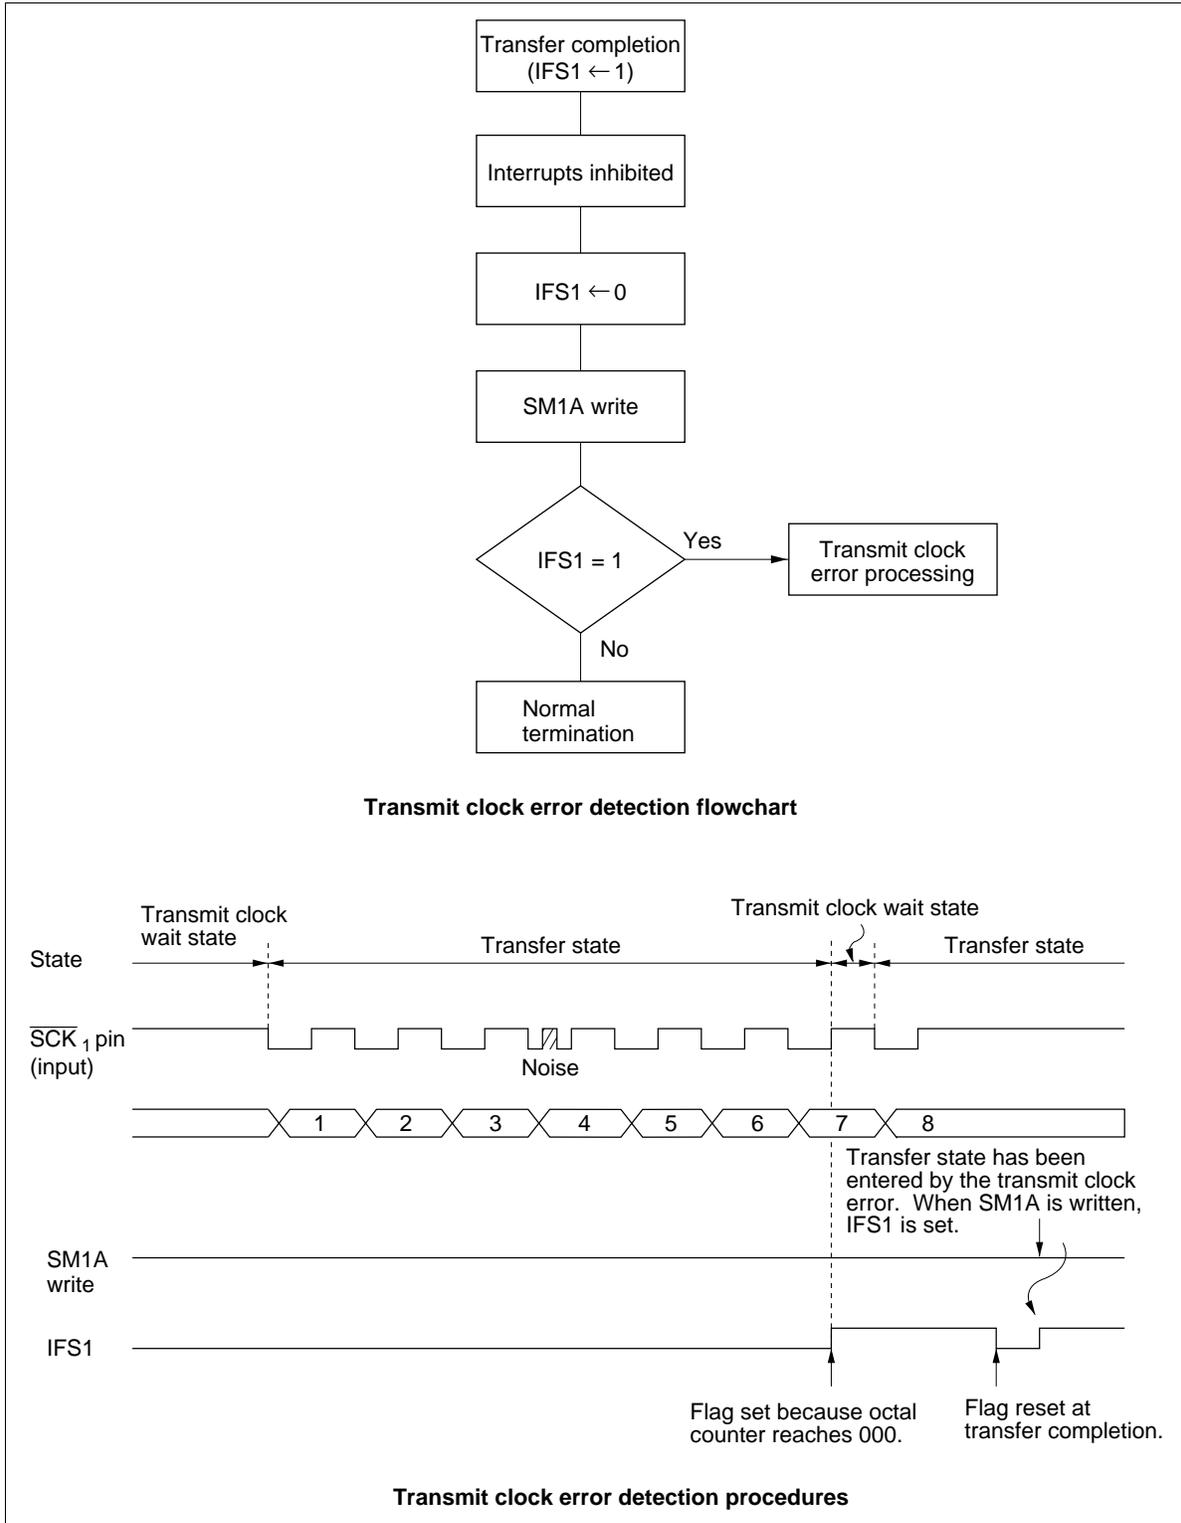 Transfer completion
(IFS1 ← 1)
Interrupts inhibited
IFS1 ← 0
SM1A write
IFS1 = 1
Yes
Transmit clock
error processing
No
Normal
termination
Transmit clock error detection flowchart
Transmit clock
wait state
Transmit clock wait state
State
Transfer state
Transfer state
SCK 1 pin
(input)
Noise
1 2 3 4 5 6 7 8
Transfer state has been
entered by the transmit clock
error. When SM1A is written,
IFS1 is set.
SM1A
write
IFS1
Flag set because octal
counter reaches 000.
Flag reset at
transfer completion.
Transmit clock error detection procedures